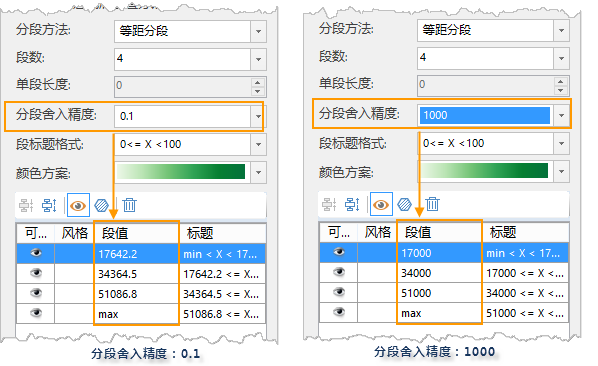 分段方法: 等距分段
段数: 4
单段长度: 0
分段舍入精度: 0.1
段标题格式: 0<= X <100
颜色方案:
可... 风格 段值 标题
17642.2 min < X < 17...
34364.5 17642.2 <= X...
51086.8 34364.5 <= X...
max 51086.8 <= X...
分段舍入精度：0.1
分段方法: 等距分段
段数: 4
单段长度: 0
分段舍入精度: 1000
段标题格式: 0<= X <100
颜色方案:
可... 风格 段值 标题
17000 min < X < 17...
34000 17000 <= X...
51000 34000 <= X...
max 51000 <= X...
分段舍入精度：1000